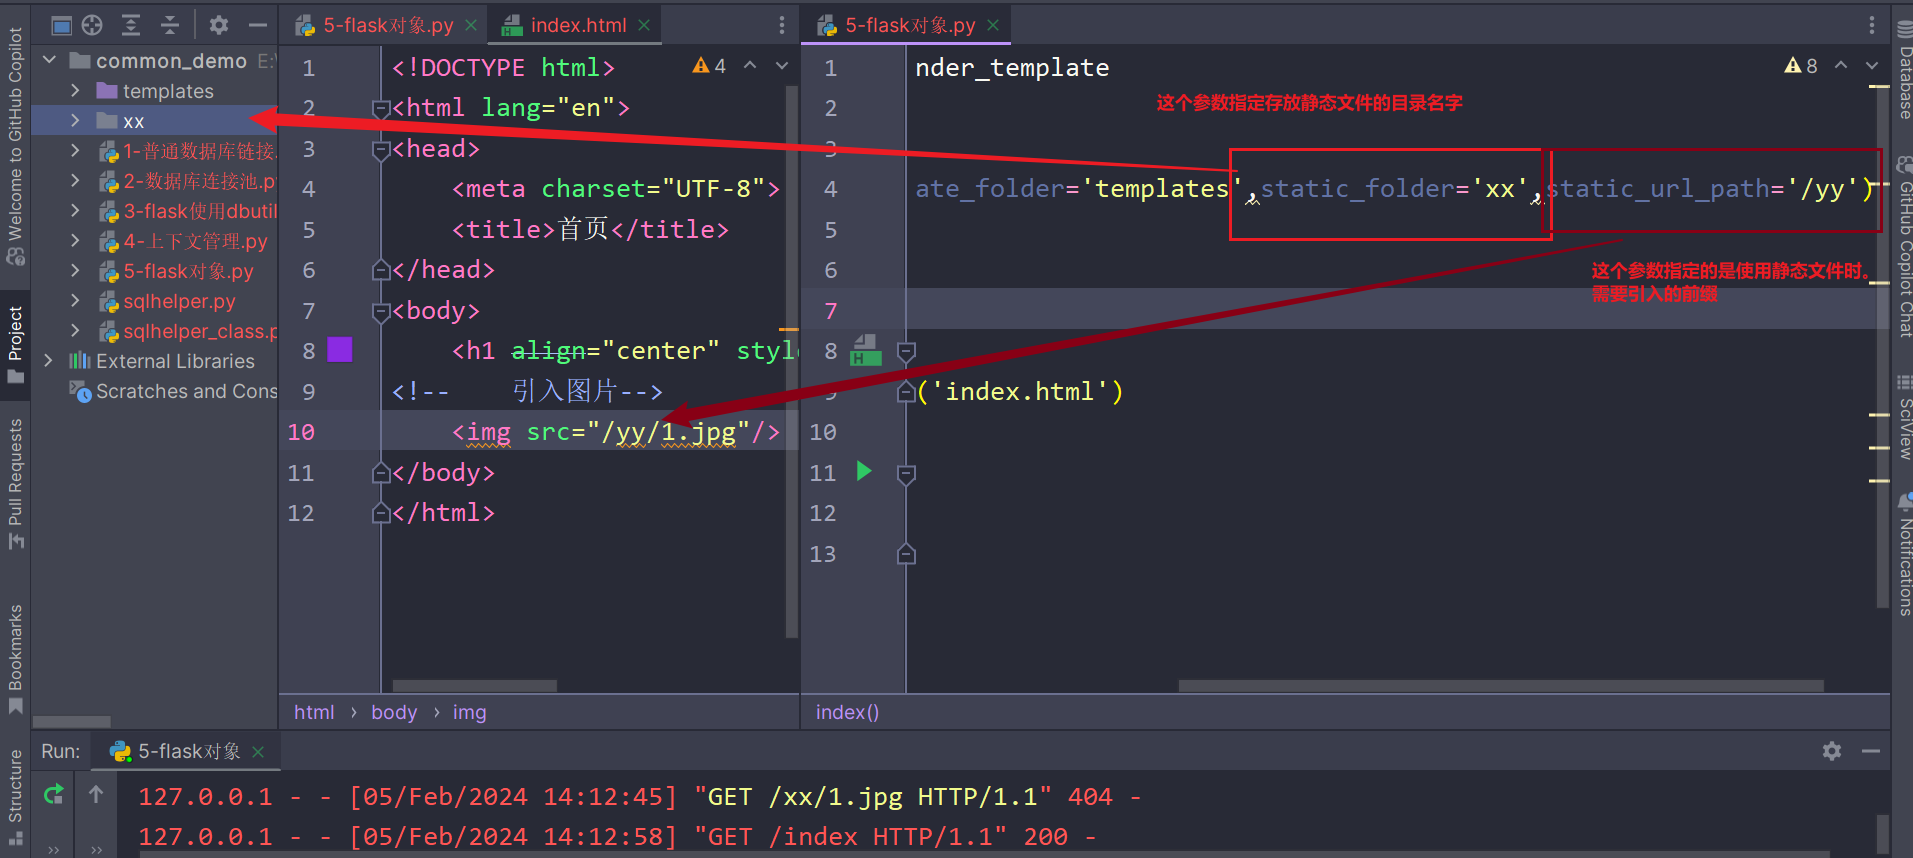 Welcome to GitHub Copilot
Project
Pull Requests
Bookmarks
Structure
common_demo E:\
templates
xx
1-普通数据库链接.
2-数据库连接池.p
3-flask使用dbutil
4-上下文管理.py
5-flask对象.py
sqlhelper.py
sqlhelper_class.p
External Libraries
Scratches and Cons
5-flask对象.py
index.html
4
1 <!DOCTYPE html>
2 <html lang="en">
3 <head>
4 <meta charset="UTF-8">
5 <title>首页</title>
6 </head>
7 <body>
8 <h1 align="center" style
9 <!-- 引入图片-->
10 <img src="/yy/1.jpg"/>
11 </body>
12 </html>
html › body › img
5-flask对象.py
8
1 nder_template
2
这个参数指定存放静态文件的目录名字
3
4 ate_folder='templates',static_folder='xx',static_url_path='/yy')
5
6
这个参数指定的是使用静态文件时。
需要引入的前缀
7
8
9 ('index.html')
10
11
12
13
index()
Database
GitHub Copilot Chat
SciView
Notifications
Run: 5-flask对象
127.0.0.1 - - [05/Feb/2024 14:12:45] "GET /xx/1.jpg HTTP/1.1" 404 -
127.0.0.1 - - [05/Feb/2024 14:12:58] "GET /index HTTP/1.1" 200 -